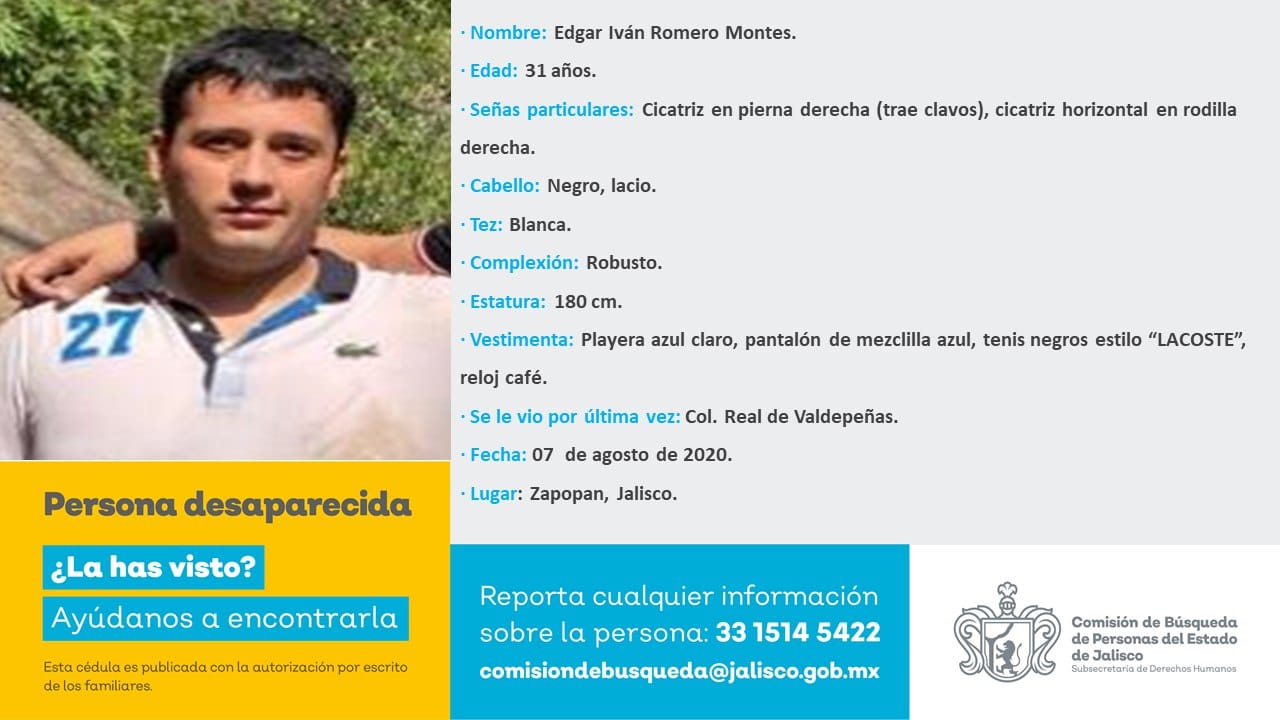 27
· Nombre: Edgar Iván Romero Montes.
· Edad: 31 años.
· Señas particulares: Cicatriz en pierna derecha (trae clavos), cicatriz horizontal en rodilla
derecha.
· Cabello: Negro, lacio.
· Tez: Blanca.
· Complexión: Robusto.
· Estatura: 180 cm.
· Vestimenta: Playera azul claro, pantalón de mezclilla azul, tenis negros estilo “LACOSTE”,
reloj café.
· Se le vio por última vez: Col. Real de Valdepeñas.
· Fecha: 07 de agosto de 2020.
· Lugar: Zapopan, Jalisco.
Persona desaparecida
¿La has visto?
Ayúdanos a encontrarla
Esta cédula es publicada con la autorización por escrito
de los familiares.
Reporta cualquier información
sobre la persona: 33 1514 5422
comisiondebusqueda@jalisco.gob.mx
Comisión de Búsqueda
de Personas del Estado
de Jalisco
Subsecretaría de Derechos Humanos